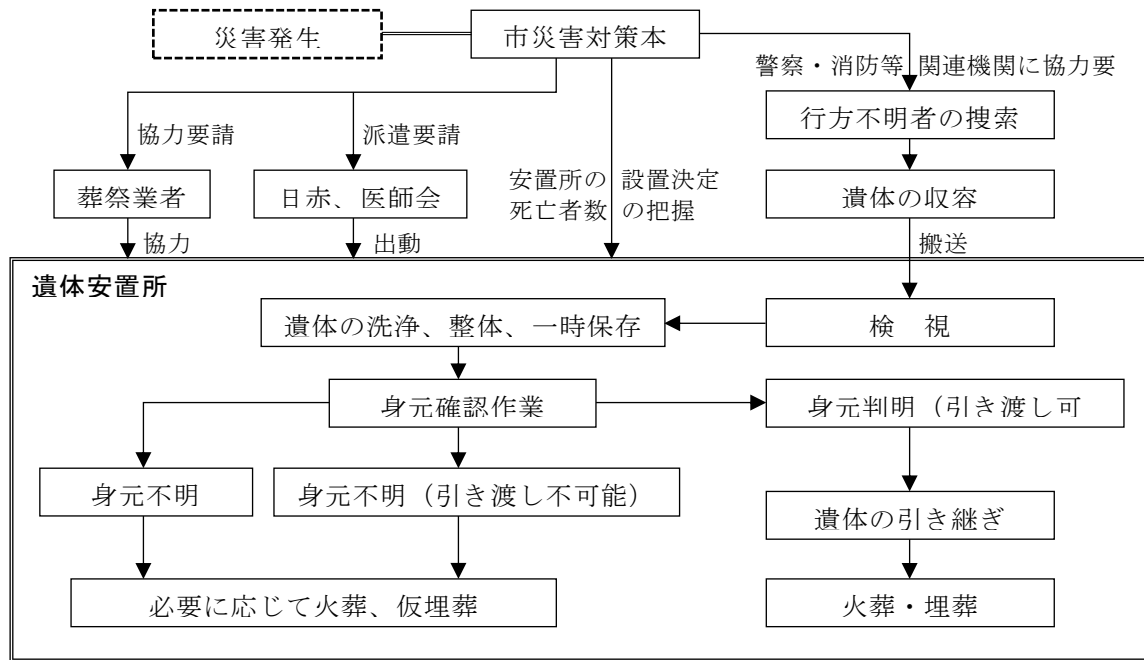 災害発生
市災害対策本
警察・消防等 関連機関に協力要
行方不明者の捜索
協力要請
派遣要請
葬祭業者
日赤、医師会
安置所の 設置決定
死亡者数 の把握
遺体の収容
協力
出動
搬送
遺体安置所
遺体の洗浄、整体、一時保存
検 視
身元確認作業
身元判明（引き渡し可
身元不明
身元不明（引き渡し不可能）
遺体の引き継ぎ
必要に応じて火葬、仮埋葬
火葬・埋葬